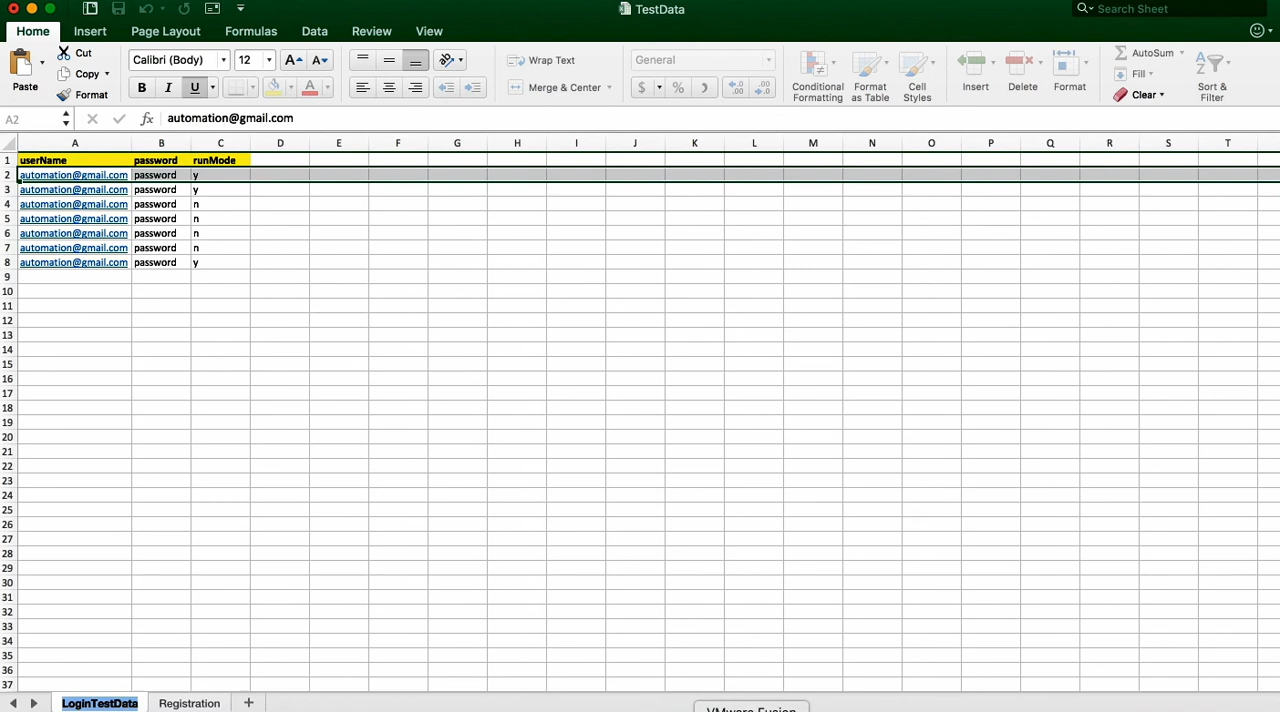 TestData
Search Sheet
Home Insert Page Layout Formulas Data Review View
Paste
Cut
Copy
Format
Calibri (Body) 12 A A
B I U A
Wrap Text
Merge & Center
General
$ % .0 .00 .00 .0
Conditional Formatting
Format as Table
Cell Styles
Insert
Delete
Format
AutoSum
Fill
Clear
Sort & Filter
A2 fx automation@gmail.com
A B C D E F G H I J K L M N O P Q R S T
1 userName password runMode
2 automation@gmail.com password y
3 automation@gmail.com password y
4 automation@gmail.com password n
5 automation@gmail.com password n
6 automation@gmail.com password n
7 automation@gmail.com password n
8 automation@gmail.com password y
9
10
11
12
13
14
15
16
17
18
19
20
21
22
23
24
25
26
27
28
29
30
31
32
33
34
35
36
37
LoginTestData Registration +
VMware Fusion